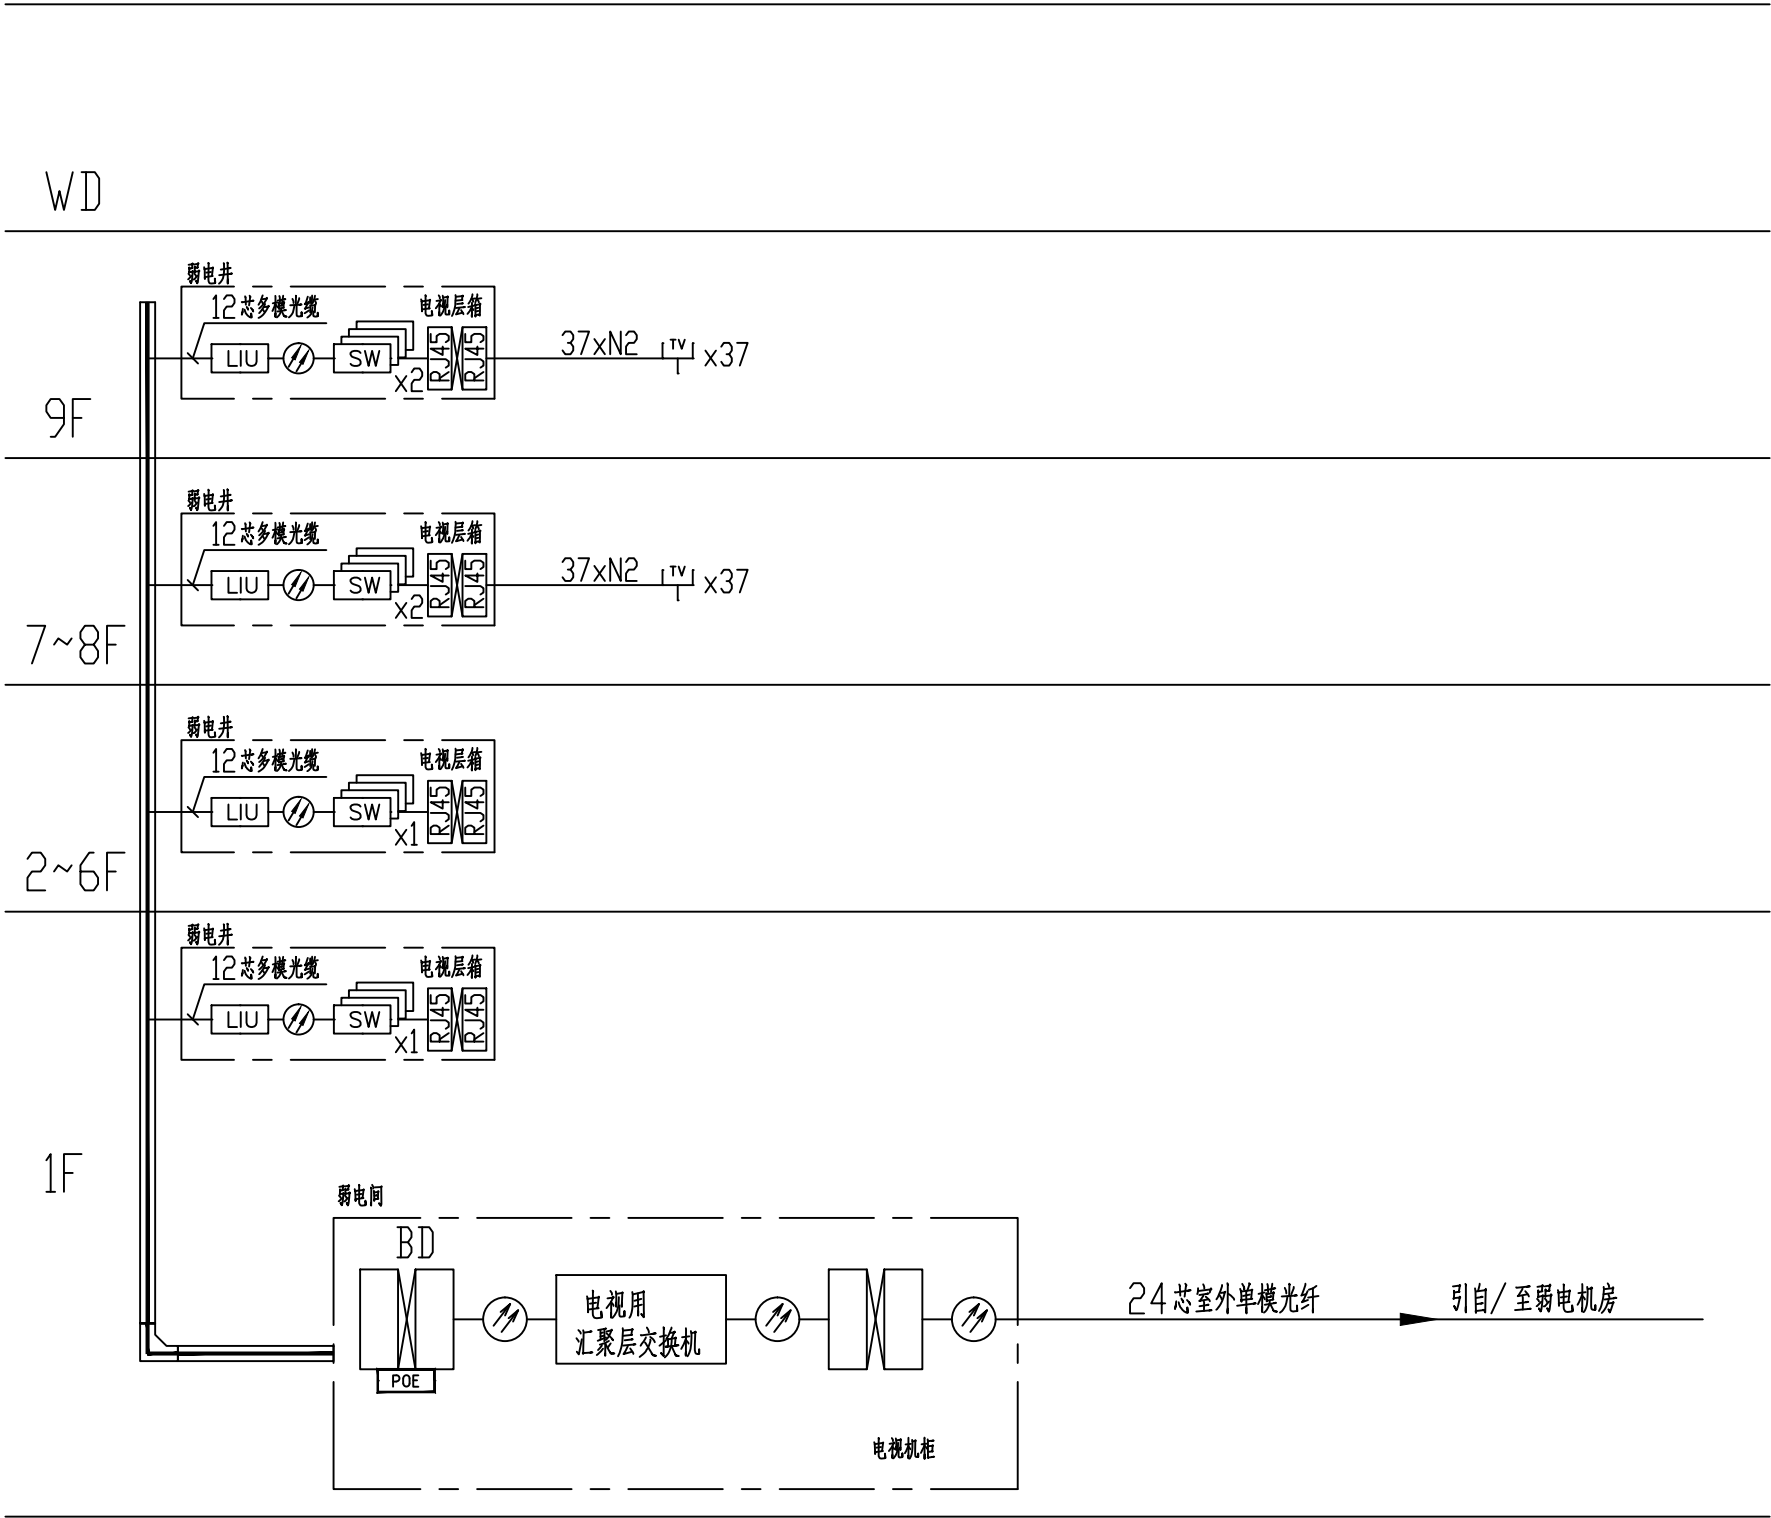 WD
弱电井
12芯多模光缆
电视层箱
LIU
SW
x2
RJ45
RJ45
37xN2
TV
x37
9F
弱电井
12芯多模光缆
电视层箱
LIU
SW
x2
RJ45
RJ45
37xN2
TV
x37
7~8F
弱电井
12芯多模光缆
电视层箱
LIU
SW
x1
RJ45
RJ45
2~6F
弱电井
12芯多模光缆
电视层箱
LIU
SW
x1
RJ45
RJ45
1F
弱电间
BD
电视用
汇聚层交换机
POE
24芯室外单模光纤
引自/至弱电机房
电视机柜